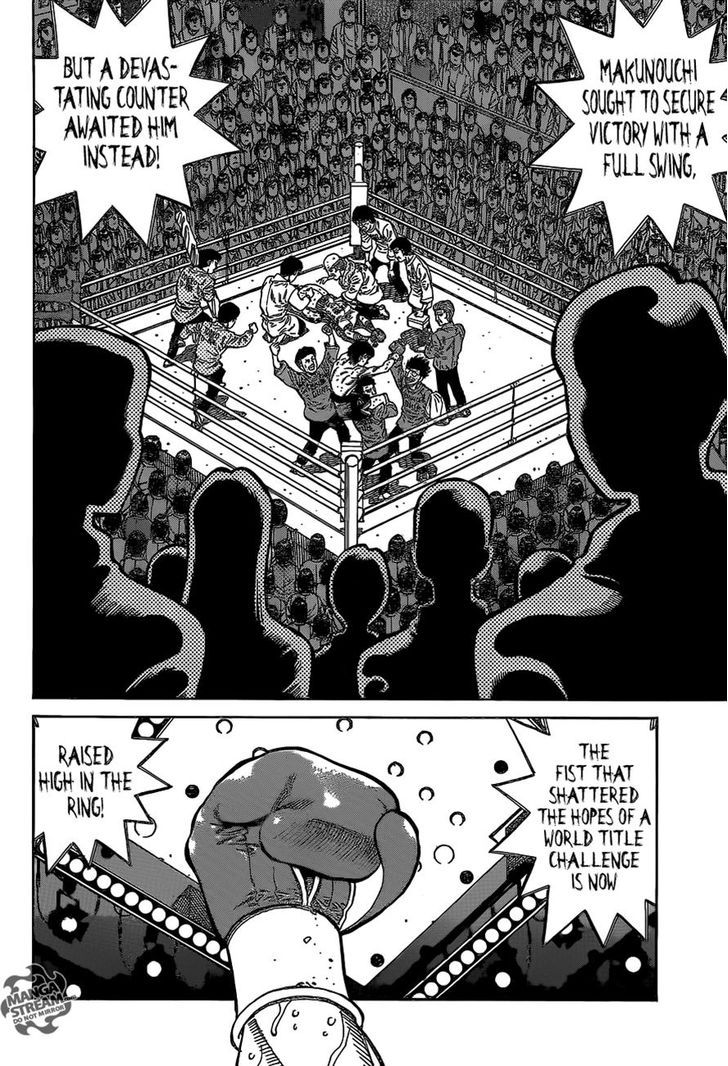 MAKUNOUCHI
SOUGHT TO SECURE
VICTORY WITH A
FULL SWING,
BUT A DEVAS-
TATING COUNTER
AWAITED HIM
INSTEAD!
THE
FIST THAT
SHATTERED
THE HOPES OF A
WORLD TITLE
CHALLENGE
IS NOW
RAISED
HIGH IN THE
RING!
MANGA
STREAM
DO NOT MIRROR